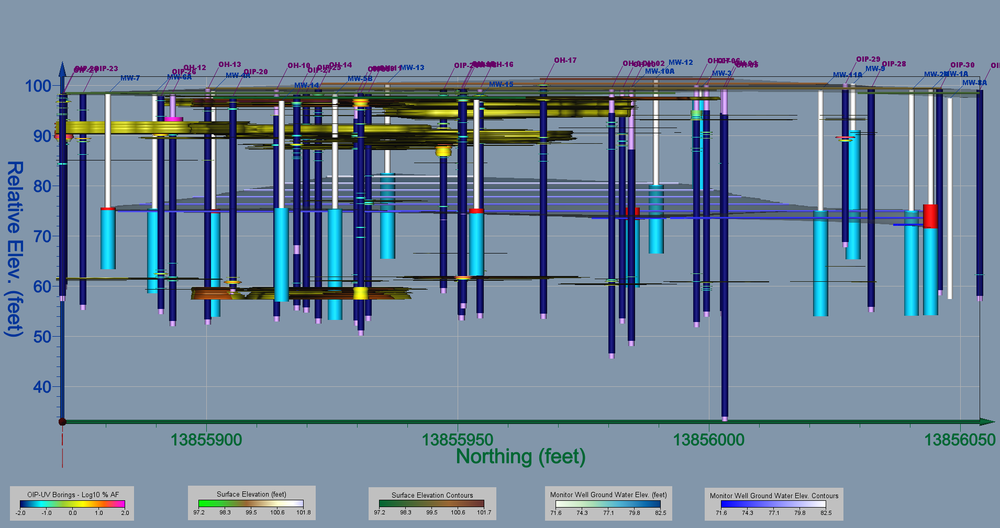 OIP-23
MW-7
MW-6A
OIP-26
OH-12
OH-13
MW-4A
OIP-20
OH-10
MW-14
OH-14
MW-5B
MW-13
OH-16
MW-15
OH-17
MW-12
MW-10A
MW-3
MW-11A
OIP-29
MW-9
OIP-28
MW-1A
OIP-30
MW-8A
100
90
80
70
60
50
40
Relative Elev. (feet)
13855900
13855950
13856000
13856050
Northing (feet)
OIP-UV Borings - Log10 % AF
-2.0 -1.0 0.0 1.0 2.0
Surface Elevation (feet)
97.2 98.3 99.5 100.6 101.8
Surface Elevation Contours
97.2 98.3 99.5 100.6 101.7
Monitor Well Ground Water Elev. (feet)
71.6 74.3 77.1 79.8 82.5
Monitor Well Ground Water Elev. Contours
71.6 74.3 77.1 79.8 82.5